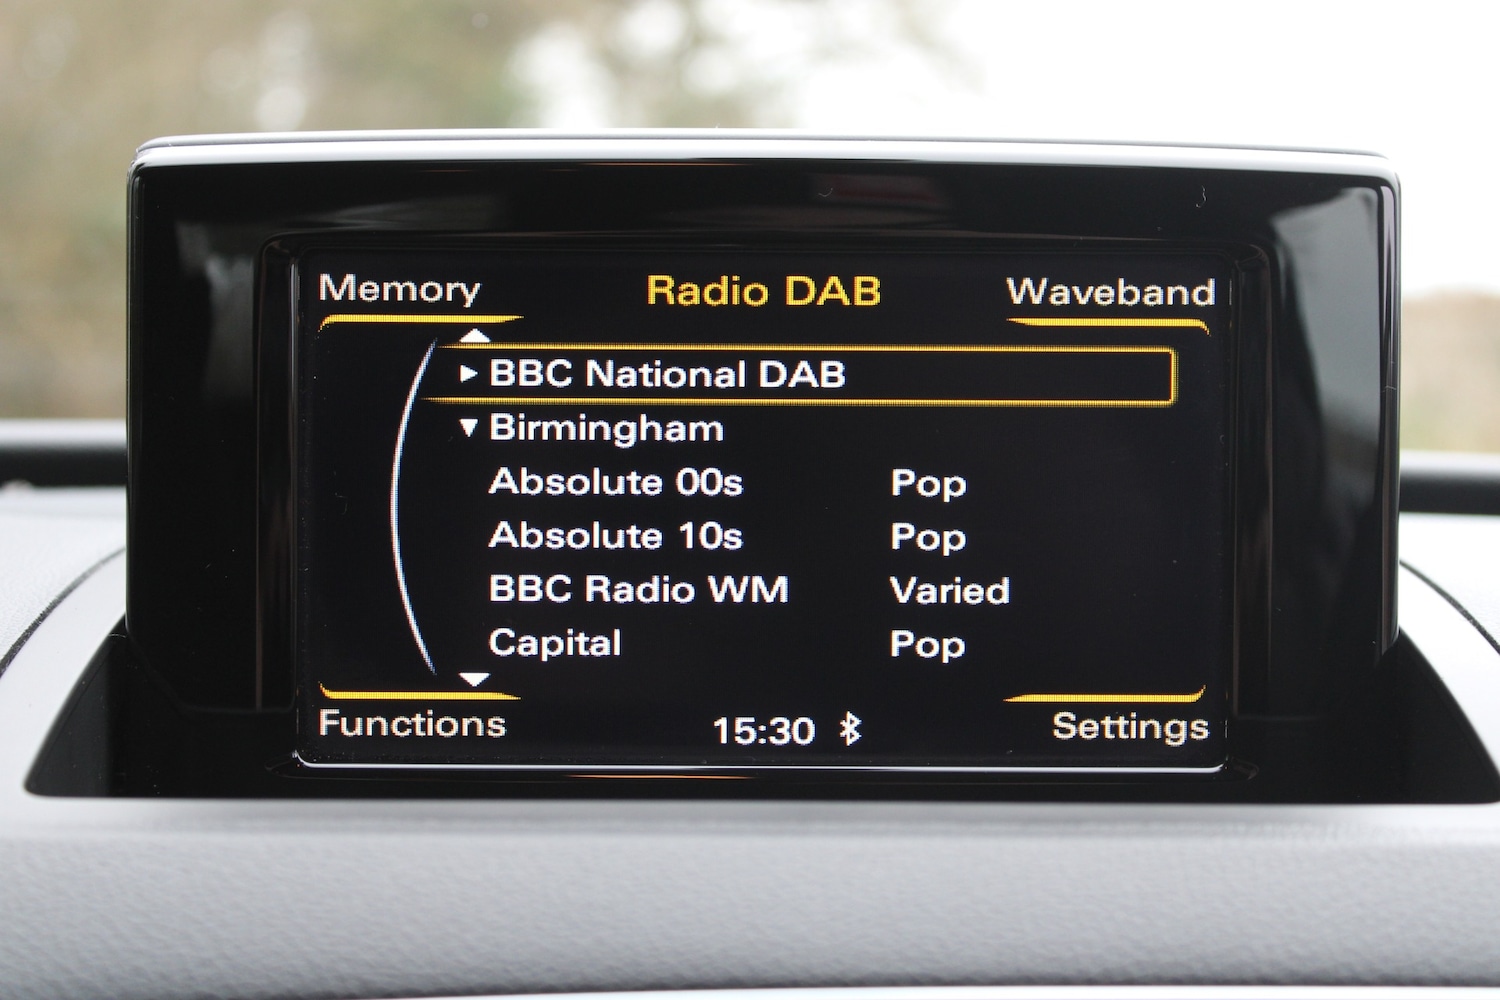 Memory Radio DAB Waveband
BBC National DAB
Birmingham
Absolute 00s Pop
Absolute 10s Pop
BBC Radio WM Varied
Capital Pop
Functions 15:30 Settings